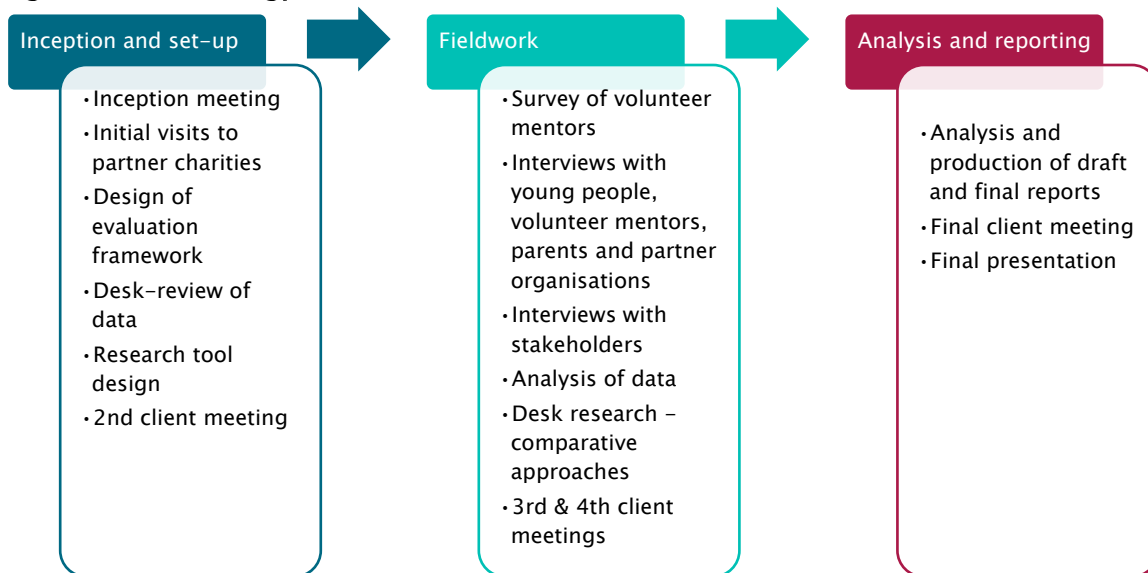 Inception and set-up
·Inception meeting
·Initial visits to
partner charities
·Design of
evaluation
framework
·Desk-review of
data
·Research tool
design
·2nd client meeting
Fieldwork
·Survey of volunteer
mentors
·Interviews with
young people,
volunteer mentors,
parents and partner
organisations
·Interviews with
stakeholders
·Analysis of data
·Desk research –
comparative
approaches
·3rd & 4th client
meetings
Analysis and reporting
·Analysis and
production of draft
and final reports
·Final client meeting
·Final presentation